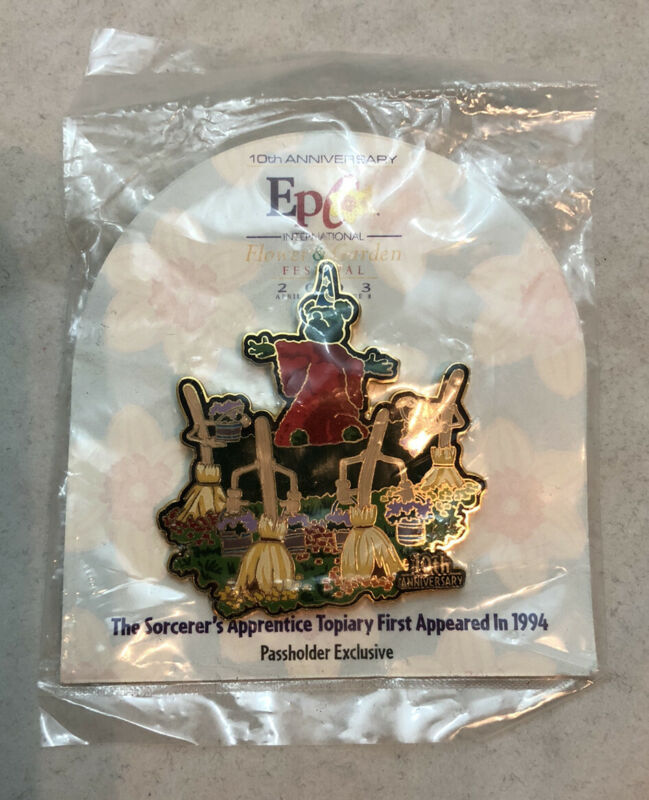 10th ANNIVERSARY
Epcot
INTERNATIONAL
Flower & Garden
FESTIVAL
10th
ANNIVERSARY
The Sorcerer's Apprentice Topiary First Appeared In 1994
Passholder Exclusive